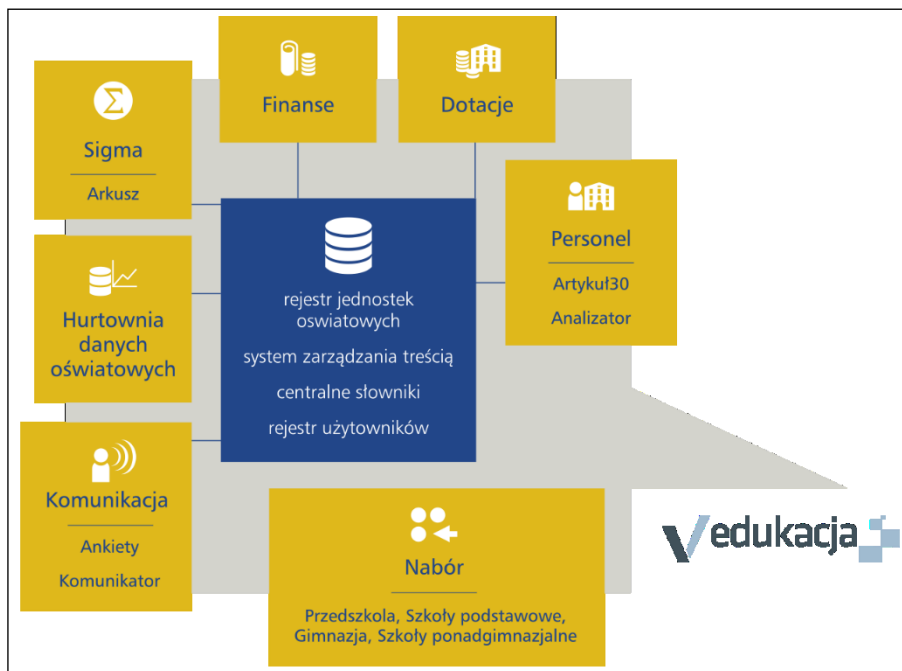 Finanse
Dotacje
Sigma
Arkusz
Personel
Artykuł30
Analizator
Hurtownia
danych
oświatowych
rejestr jednostek
oswiatowych
system zarządzania treścią
centralne słowniki
rejestr użytowników
Komunikacja
Ankiety
Komunikator
Nabór
Przedszkola, Szkoły podstawowe,
Gimnazja, Szkoły ponadgimnazjalne
Vedukacja